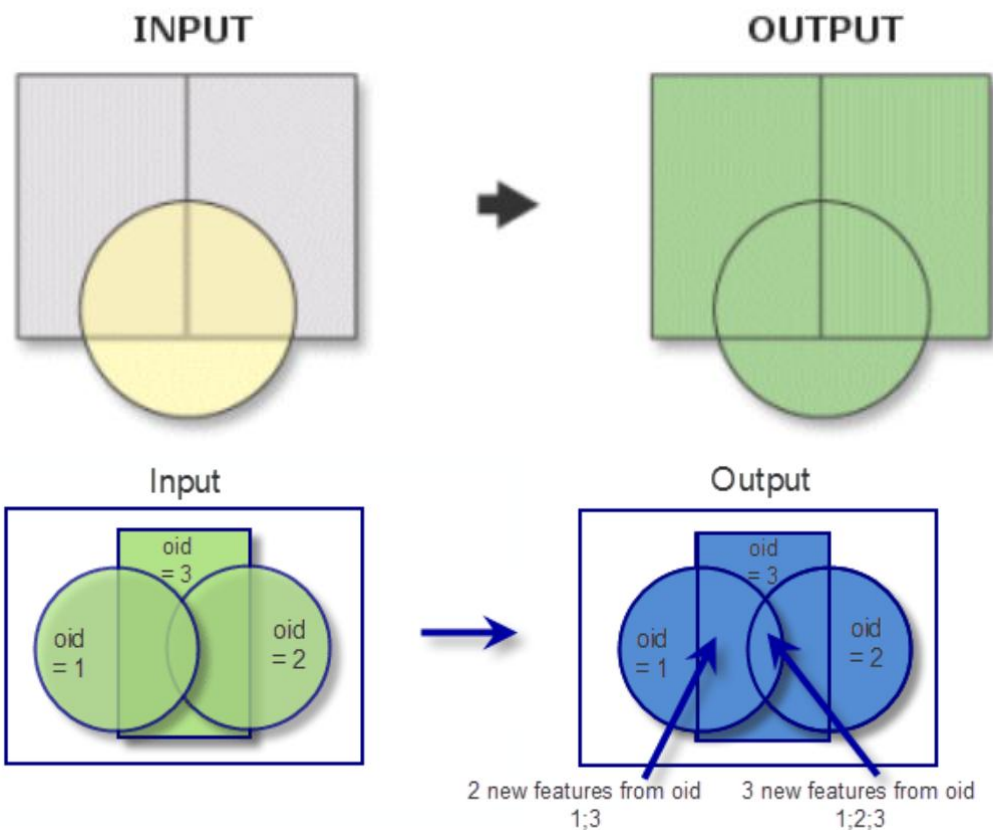 INPUT
OUTPUT
Input
Output
oid
= 3
oid
= 1
oid
= 2
oid
= 3
oid
= 1
oid
= 2
2 new features from oid
1;3
3 new features from oid
1;2;3